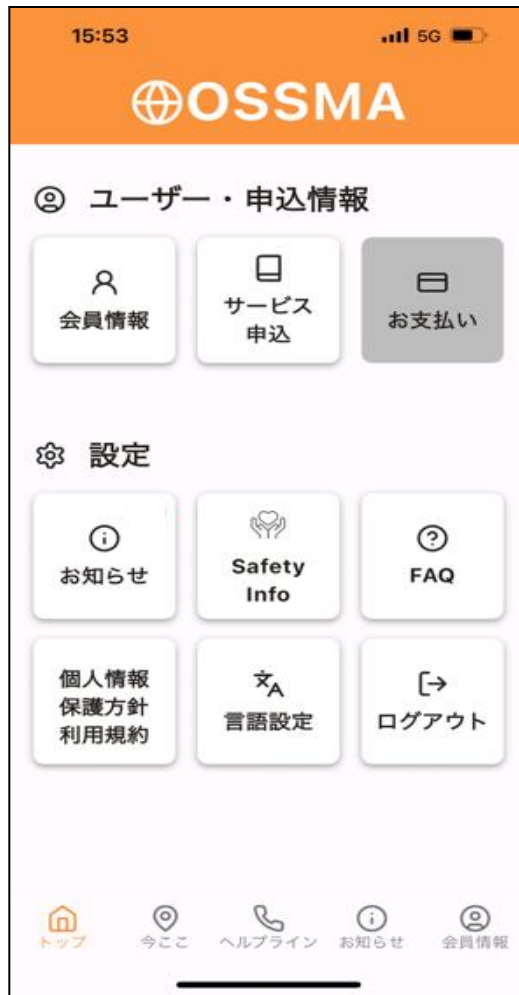 15:53
5G
OSSMA
ユーザー・申込情報
会員情報
サービス
申込
お支払い
設定
お知らせ
Safety
Info
FAQ
個人情報
保護方針
利用規約
言語設定
ログアウト
トップ
今ここ
ヘルプライン
お知らせ
会員情報